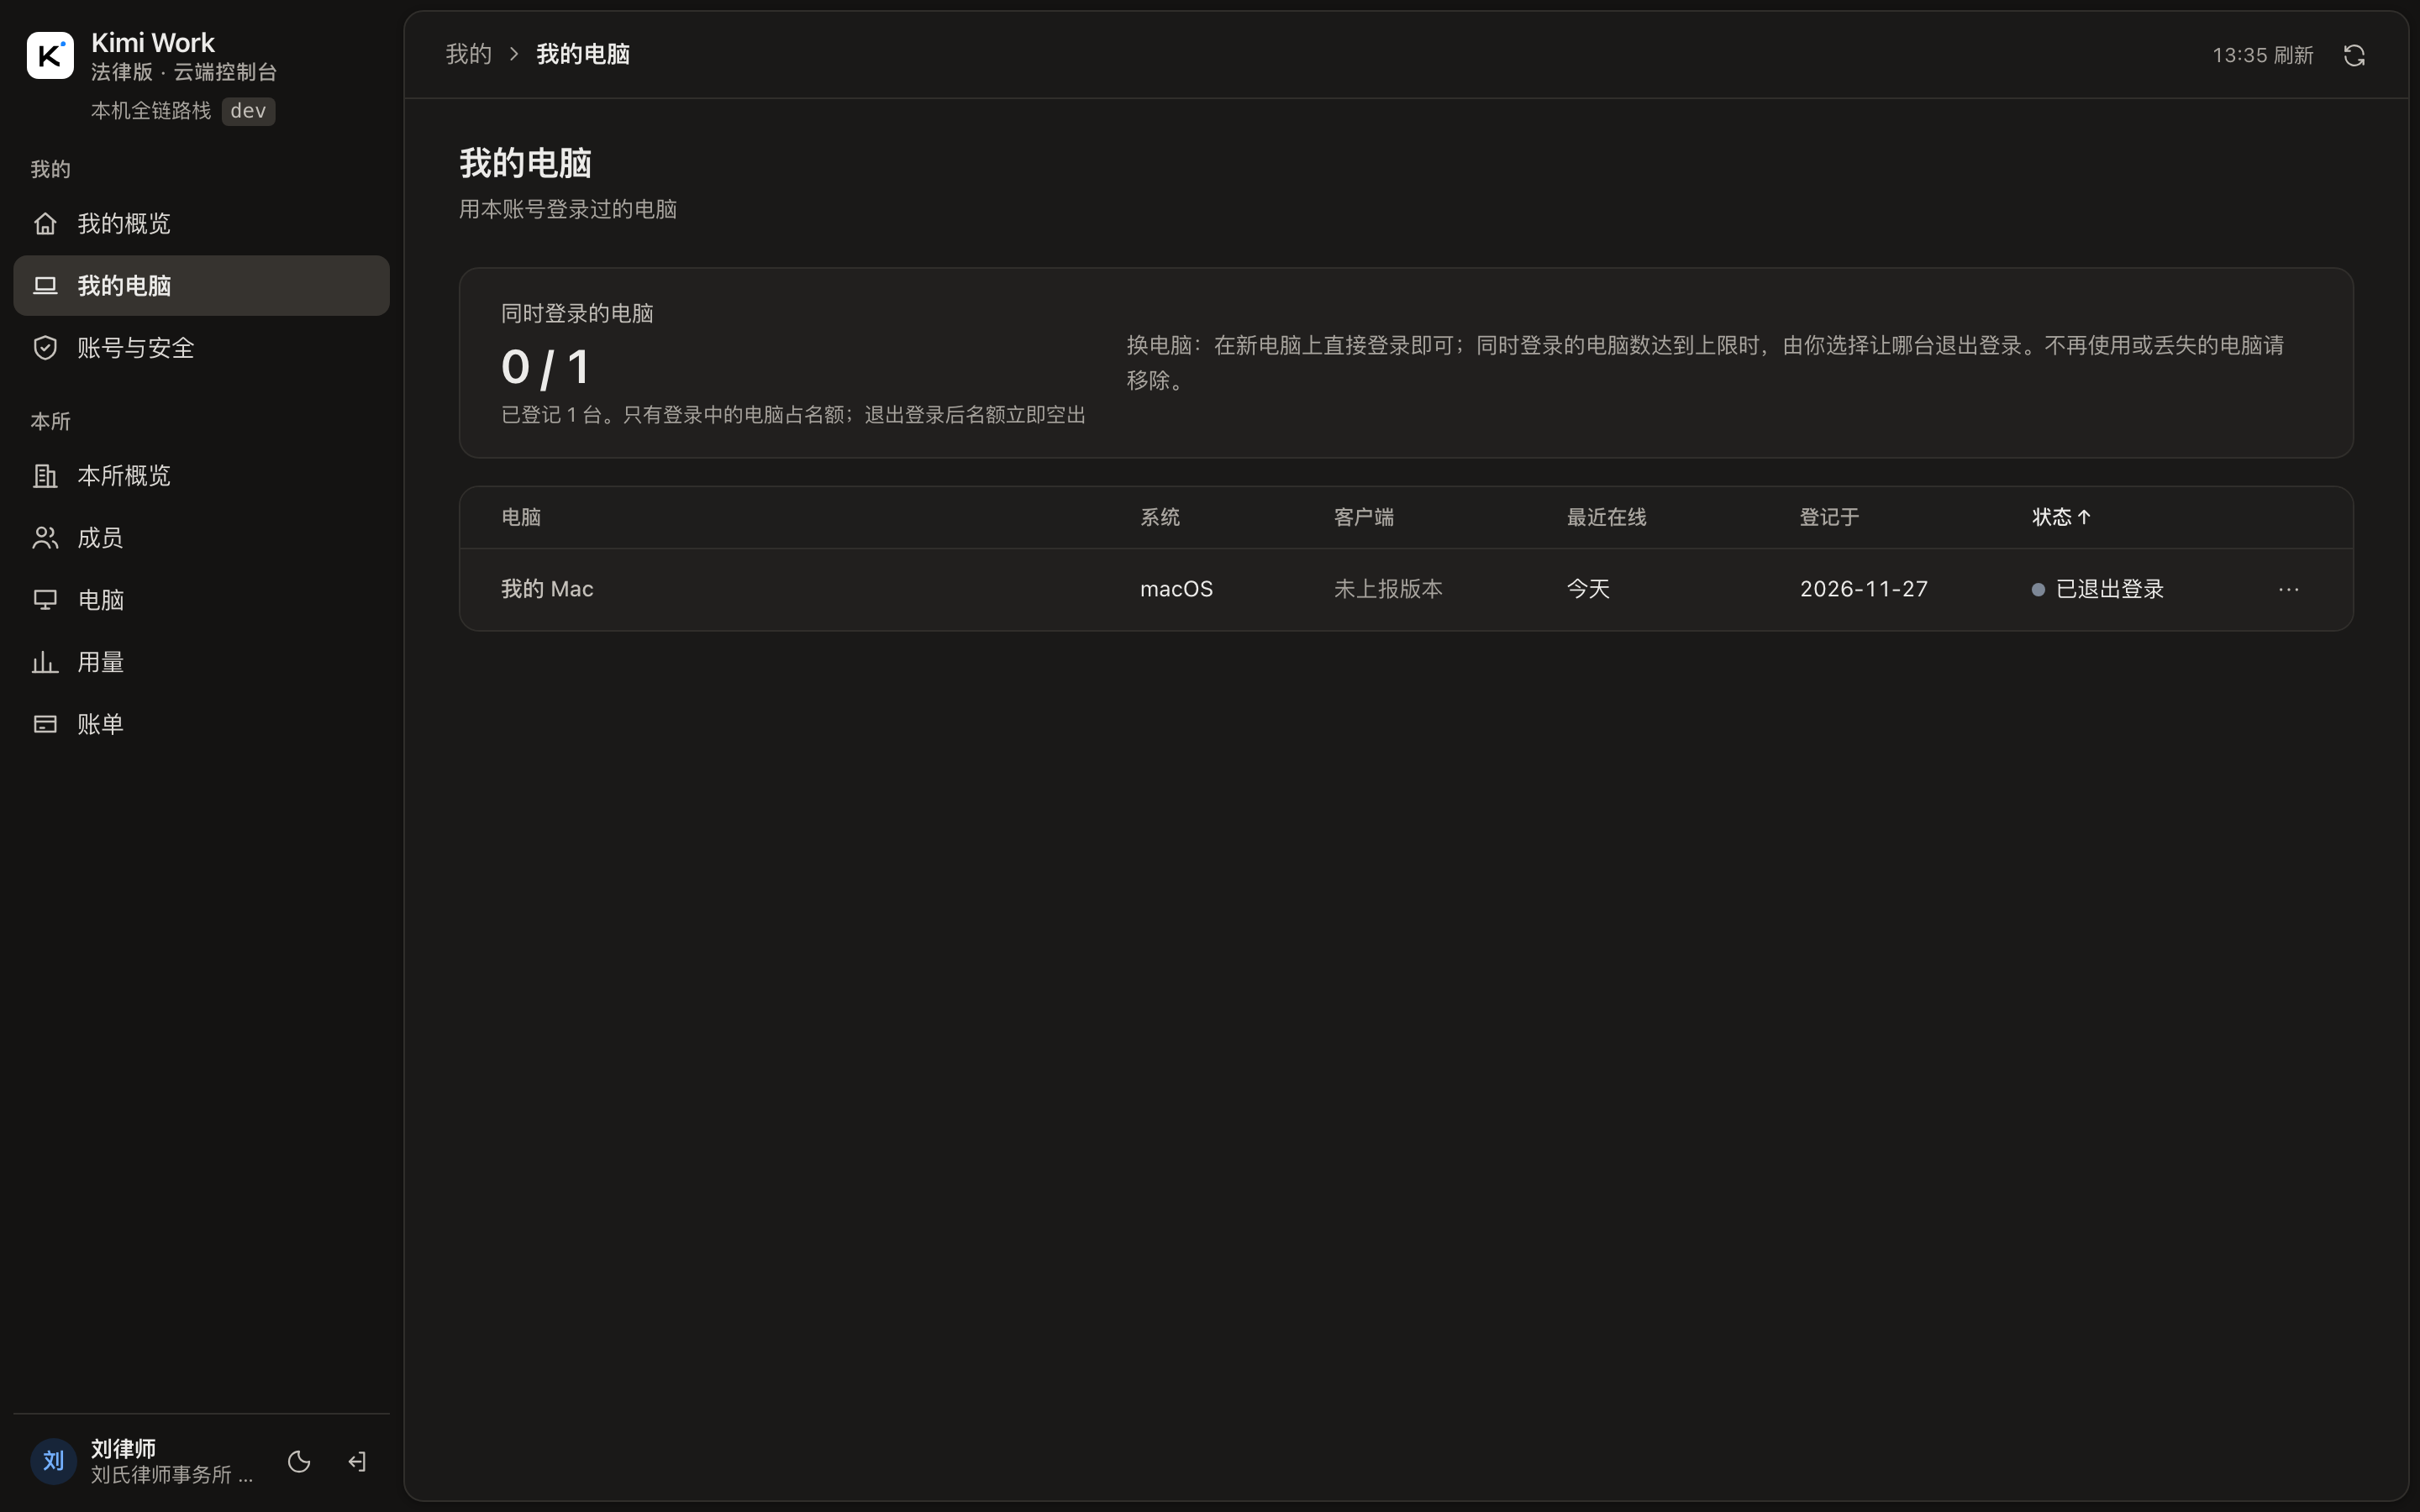 Kimi Work
法律版 · 云端控制台
本机全链路栈 dev
我的
我的概览
我的电脑
账号与安全
本所
本所概览
成员
电脑
用量
账单
刘
刘律师
刘氏律师事务所 ...
我的 > 我的电脑
13:35 刷新
我的电脑
用本账号登录过的电脑
同时登录的电脑
0 / 1
已登记 1 台。只有登录中的电脑占名额；退出登录后名额立即空出
换电脑：在新电脑上直接登录即可；同时登录的电脑数达到上限时，由你选择让哪台退出登录。不再使用或丢失的电脑请
移除。
电脑 系统 客户端 最近在线 登记于 状态 ↑
我的 Mac macOS 未上报版本 今天 2026-11-27 已退出登录 ...